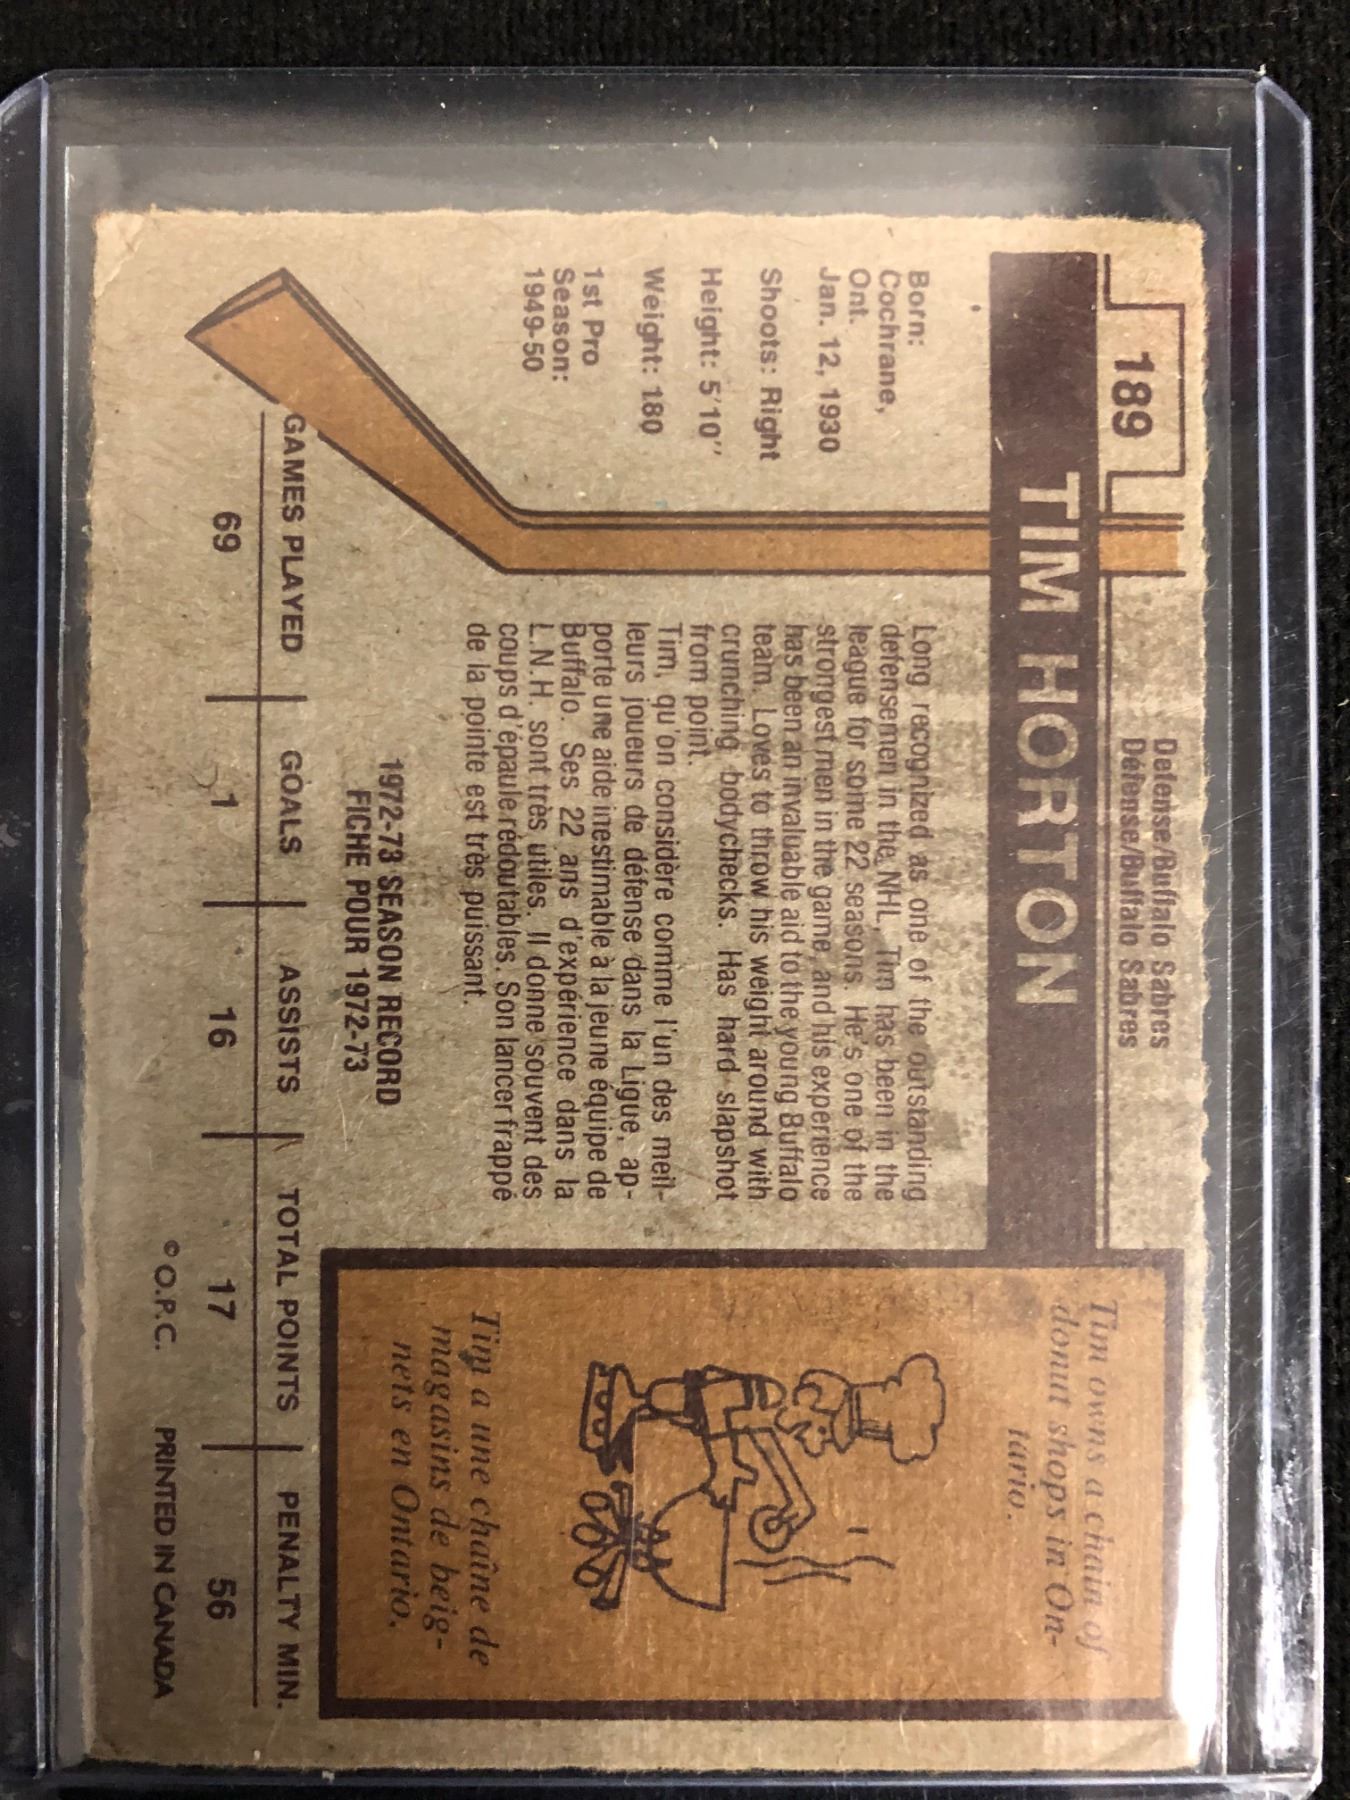 189
Defense/Buffalo Sabres
Défense/Buffalo Sabres
TIM HORTON
Born:
Cochrane,
Ont.
Jan. 12, 1930
Shoots: Right
Height: 5'10"
Weight: 180
1st Pro
Season:
1949-50
Long recognized as one of the outstanding
defensemen in the NHL, Tim has been in the
league for some 22 seasons. He's one of the
strongest men in the game, and his experience
has been an invaluable aid to the young Buffalo
team. Loves to throw his weight around with
crunching bodychecks. Has hard slapshot
from point.
Tim, qu'on considère comme l'un des meil-
leurs joueurs de défense dans la Ligue, ap-
porte une aide inestimable à la jeune équipe de
Buffalo. Ses 22 ans d'expérience dans la
L.N.H. sont très utiles. Il donne souvent des
coups d'épaule rédoutables. Son lancer frappé
de la pointe est très puissant.
Tim owns a chain of
donut shops in On-
tario.
Tim a une chaîne de
magasins de beig-
nets en Ontario.
1972-73 SEASON RECORD
FICHE POUR 1972-73
GAMES PLAYED GOALS ASSISTS TOTAL POINTS PENALTY MIN.
69 1 16 17 56
© O.P.C. PRINTED IN CANADA